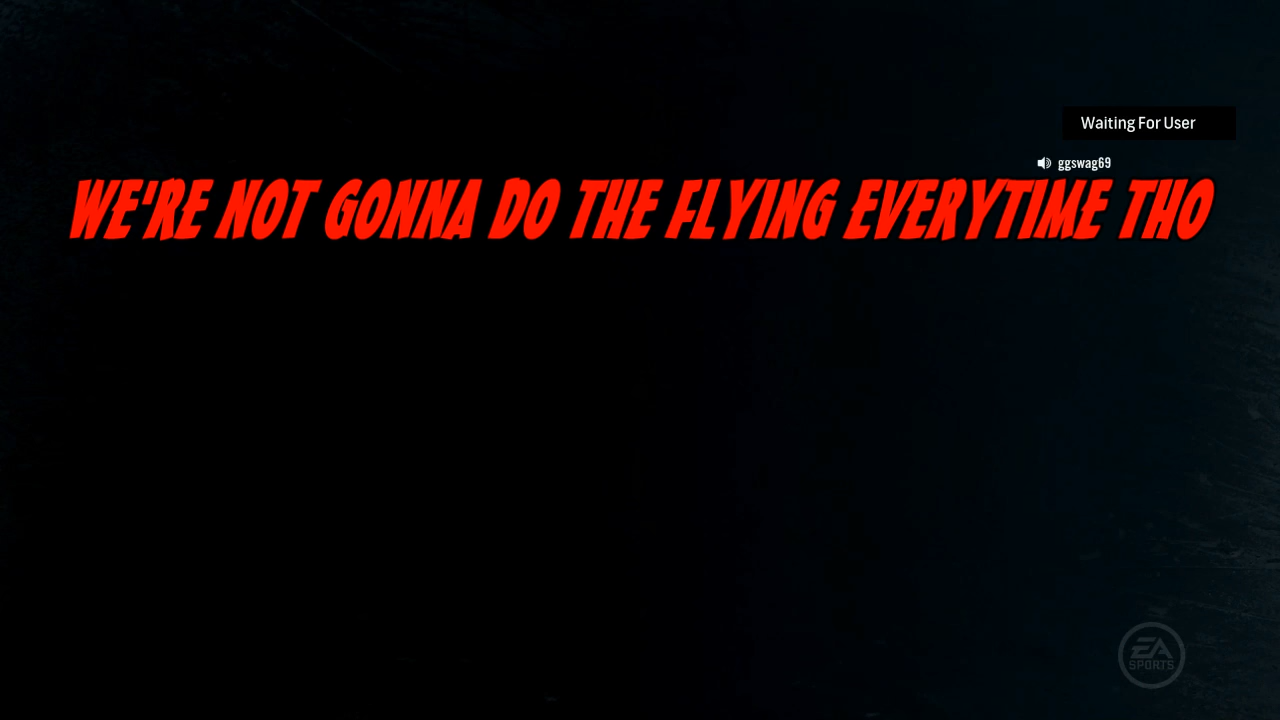 Waiting For User
ggswag69
WE'RE NOT GONNA DO THE FLYING EVERYTIME THO
EA
SPORTS